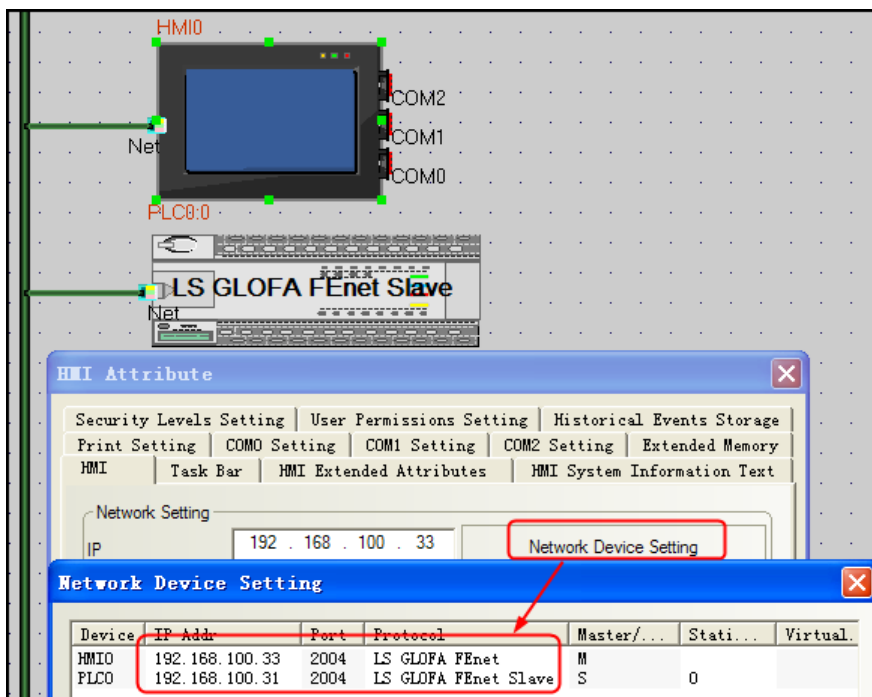 HMI0
COM2
COM1
Net
COM0
PLC0:0
LS GLOFA FEnet Slave
Net
HMI Attribute
Security Levels Setting User Permissions Setting Historical Events Storage
Print Setting COM0 Setting COM1 Setting COM2 Setting Extended Memory
HMI Task Bar HMI Extended Attributes HMI System Information Text
Network Setting
IP 192 . 168 . 100 . 33 Network Device Setting
Network Device Setting
Device IP Addr Port Protocol Master/... Stati... Virtual.
HMI0 192.168.100.33 2004 LS GLOFA FEnet M
PLC0 192.168.100.31 2004 LS GLOFA FEnet Slave S 0